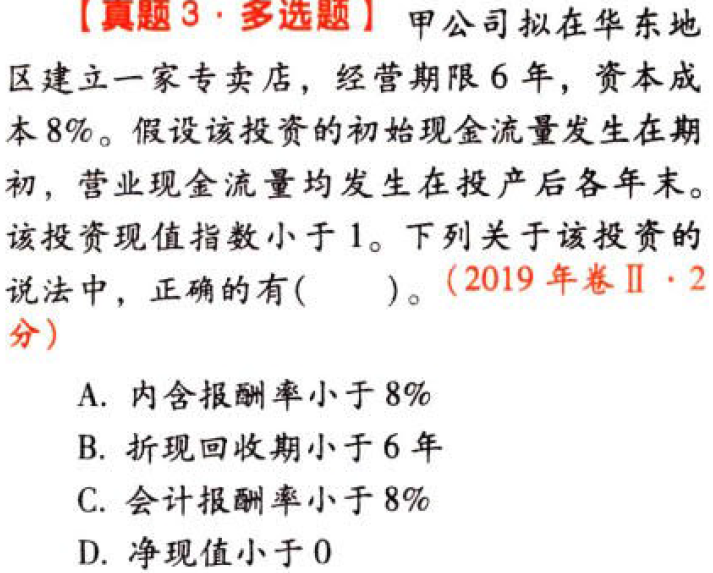 【真题3·多选题】 甲公司拟在华东地
区建立一家专卖店，经营期限6年，资本成
本8%。假设该投资的初始现金流量发生在期
初，营业现金流量均发生在投产后各年末。
该投资现值指数小于1。下列关于该投资的
说法中，正确的有(　　)。(2019年卷Ⅱ·2
分)
A. 内含报酬率小于8%
B. 折现回收期小于6年
C. 会计报酬率小于8%
D. 净现值小于0